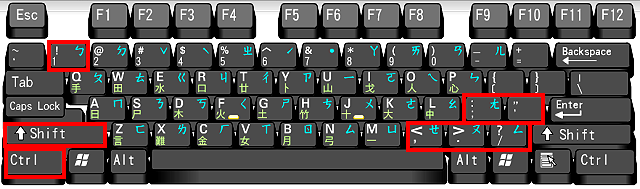 Esc F1 F2 F3 F4 F5 F6 F7 F8 F9 F10 F11 F12
~ ! ㄅ @ ㄉ # ˇ $ ˋ % ㄓ ^ ˊ & ˙ * ㄚ ( ㄞ ) ㄢ _ ㄦ + Backspace
1 2 3 4 5 6 7 8 9 0 - =
Tab Q ㄆ W ㄊ E ㄍ R ㄐ T ㄔ Y ㄗ U ㄧ I ㄛ O ㄟ P ㄣ { } |
手 田 水 口 廿 卜 山 戈 人 心 [ ] \
Caps Lock A ㄇ S ㄋ D ㄎ F ㄑ G ㄕ H ㄘ J ㄨ K ㄜ L ㄠ : ㄤ " Enter
日 尸 木 火 土 竹 十 大 中 ; '
Shift Z ㄈ X ㄌ C ㄏ V ㄒ B ㄖ N ㄙ M ㄩ < ㄝ > ㄡ ? ㄥ Shift
難 金 女 月 弓 一 , . /
Ctrl Alt Alt Ctrl